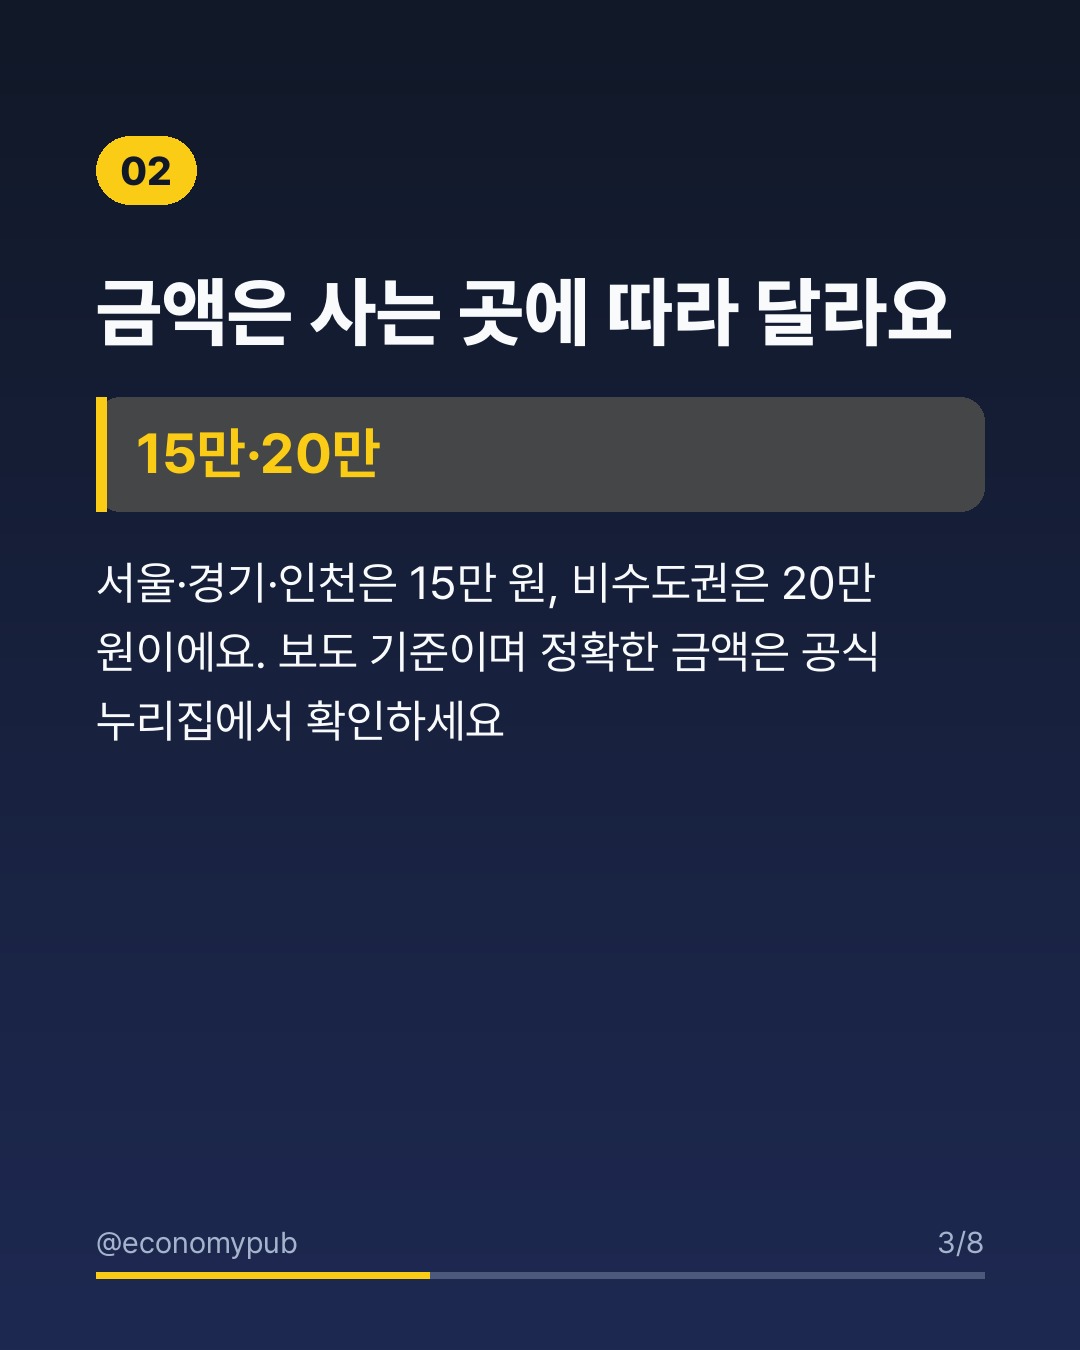 02
금액은 사는 곳에 따라 달라요
15만·20만
서울·경기·인천은 15만 원, 비수도권은 20만
원이에요. 보도 기준이며 정확한 금액은 공식
누리집에서 확인하세요
@economypub
3/8